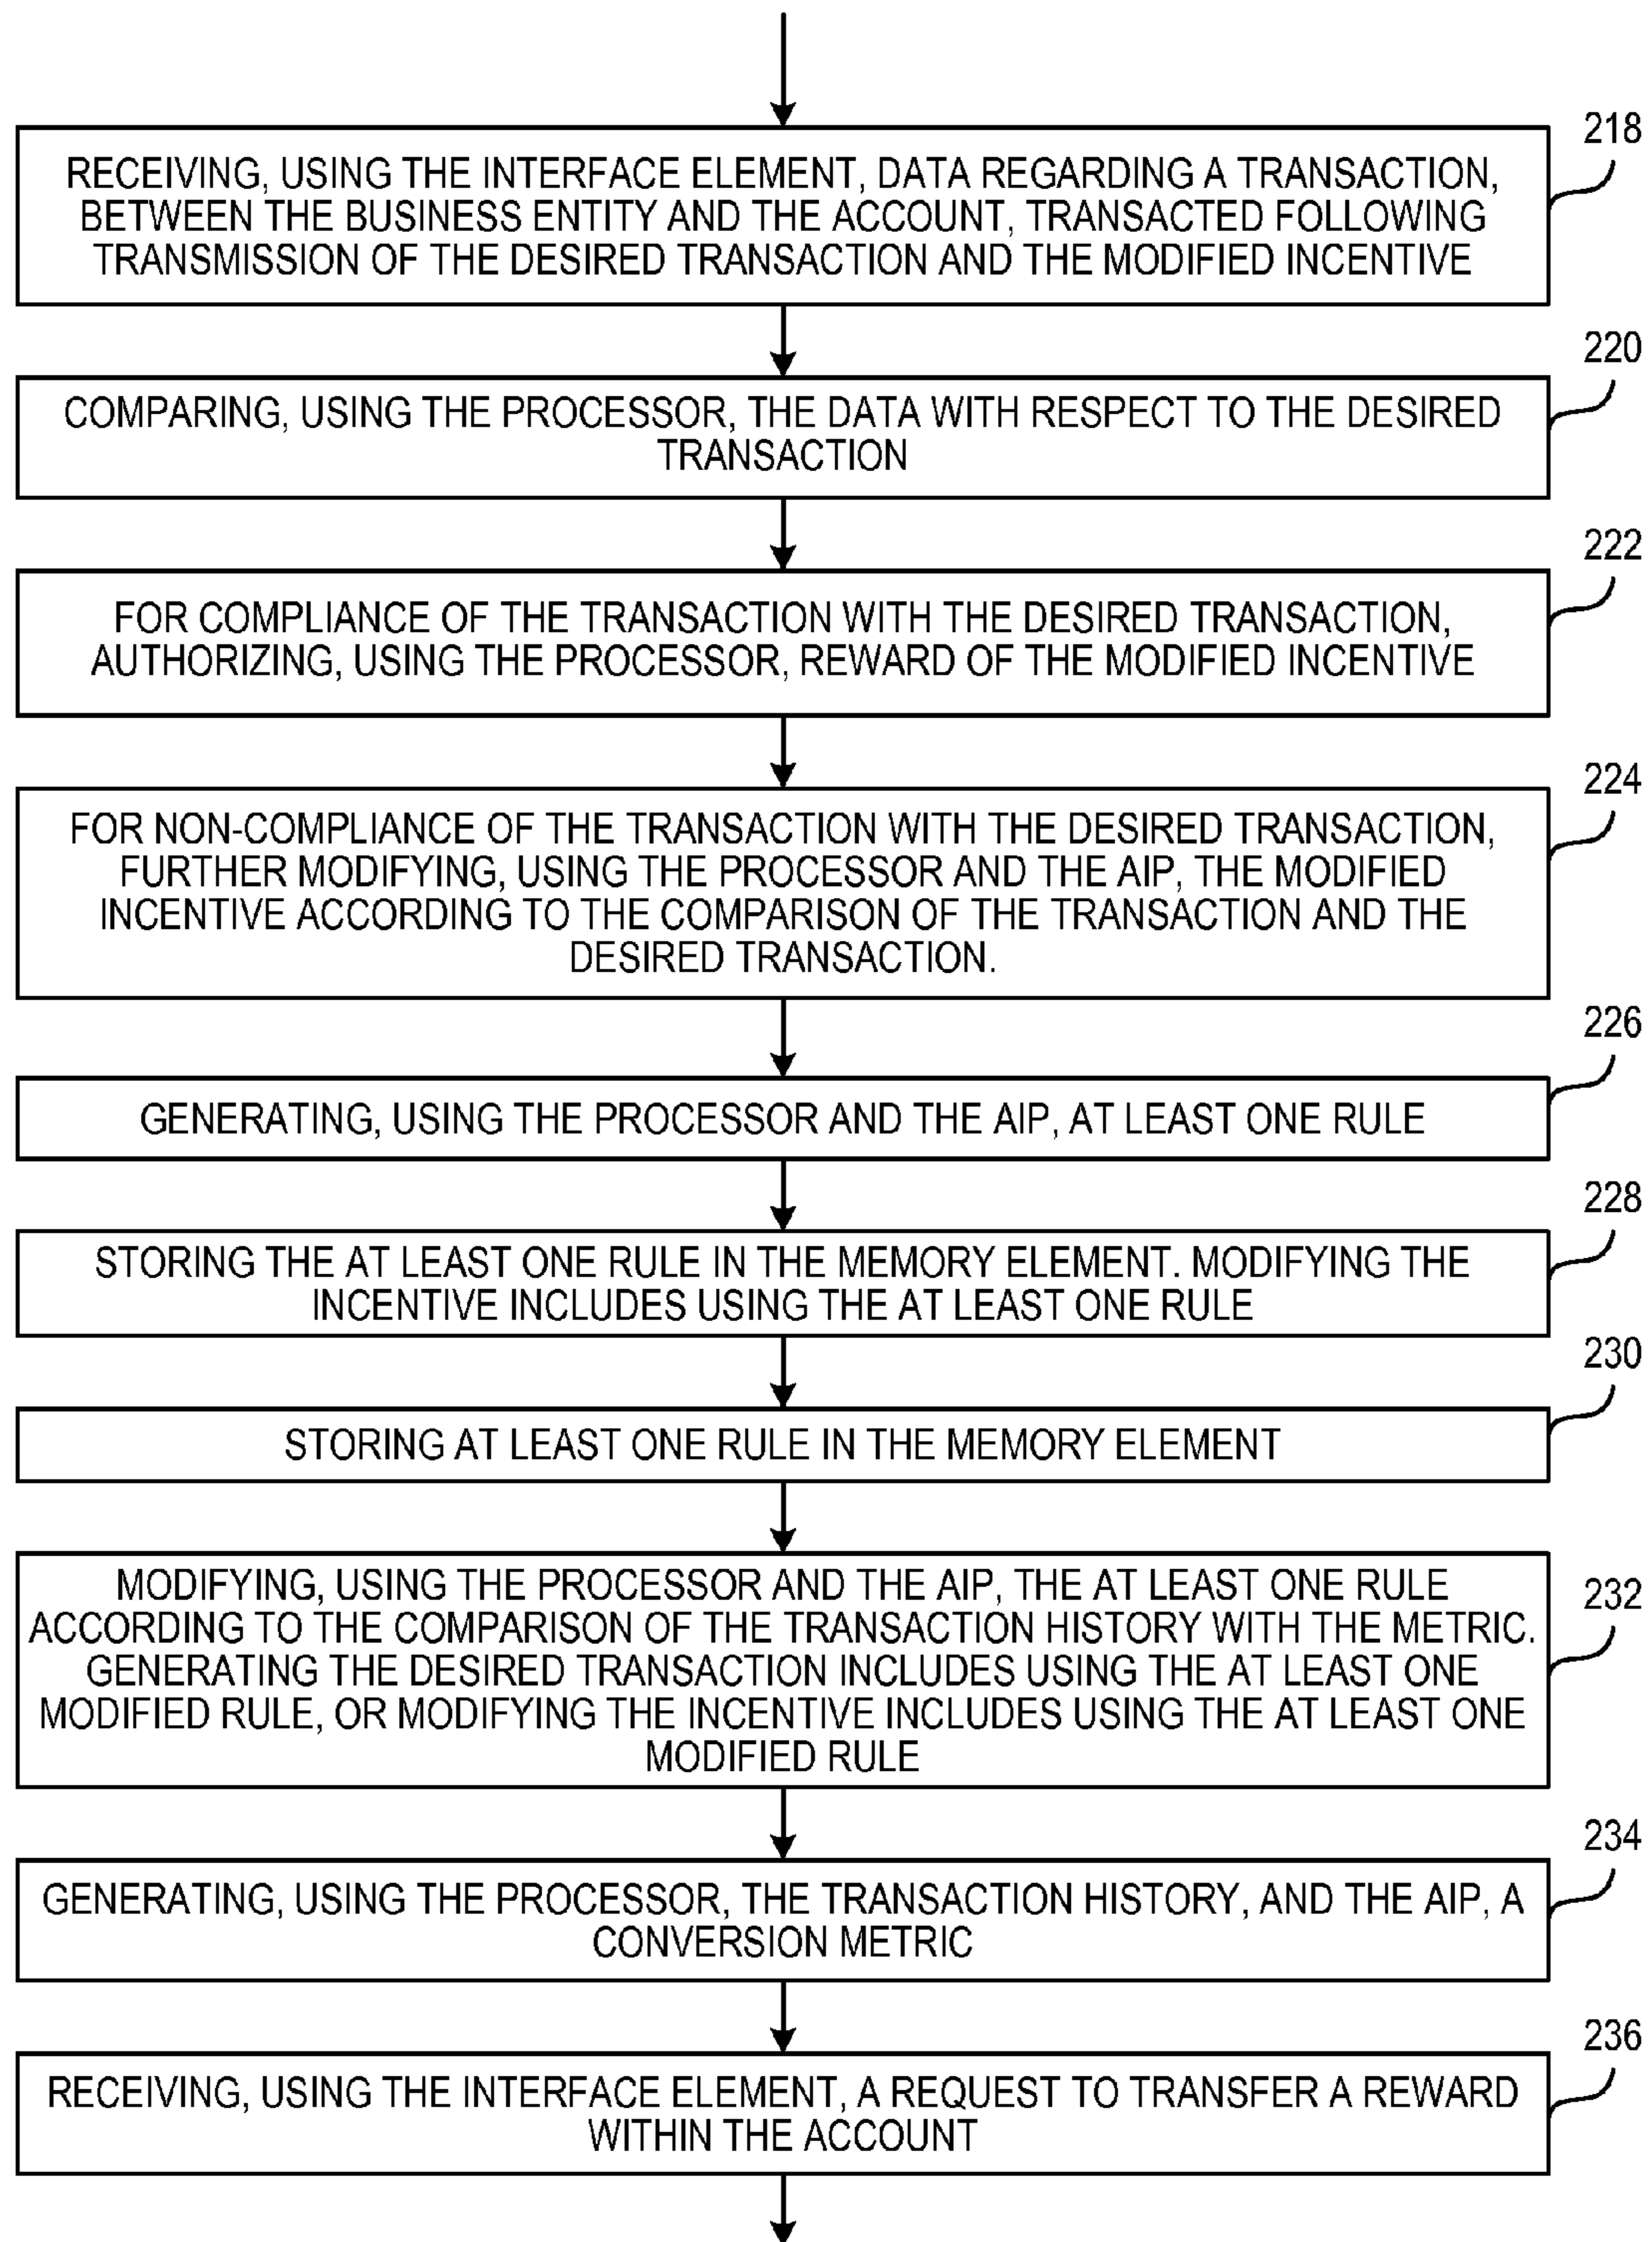 218
RECEIVING, USING THE INTERFACE ELEMENT, DATA REGARDING A TRANSACTION,
BETWEEN THE BUSINESS ENTITY AND THE ACCOUNT, TRANSACTED FOLLOWING
TRANSMISSION OF THE DESIRED TRANSACTION AND THE MODIFIED INCENTIVE
220
COMPARING, USING THE PROCESSOR, THE DATA WITH RESPECT TO THE DESIRED
TRANSACTION
222
FOR COMPLIANCE OF THE TRANSACTION WITH THE DESIRED TRANSACTION,
AUTHORIZING, USING THE PROCESSOR, REWARD OF THE MODIFIED INCENTIVE
224
FOR NON-COMPLIANCE OF THE TRANSACTION WITH THE DESIRED TRANSACTION,
FURTHER MODIFYING, USING THE PROCESSOR AND THE AIP, THE MODIFIED
INCENTIVE ACCORDING TO THE COMPARISON OF THE TRANSACTION AND THE
DESIRED TRANSACTION.
226
GENERATING, USING THE PROCESSOR AND THE AIP, AT LEAST ONE RULE
228
STORING THE AT LEAST ONE RULE IN THE MEMORY ELEMENT. MODIFYING THE
INCENTIVE INCLUDES USING THE AT LEAST ONE RULE
230
STORING AT LEAST ONE RULE IN THE MEMORY ELEMENT
232
MODIFYING, USING THE PROCESSOR AND THE AIP, THE AT LEAST ONE RULE
ACCORDING TO THE COMPARISON OF THE TRANSACTION HISTORY WITH THE METRIC.
GENERATING THE DESIRED TRANSACTION INCLUDES USING THE AT LEAST ONE
MODIFIED RULE, OR MODIFYING THE INCENTIVE INCLUDES USING THE AT LEAST ONE
MODIFIED RULE
234
GENERATING, USING THE PROCESSOR, THE TRANSACTION HISTORY, AND THE AIP, A
CONVERSION METRIC
236
RECEIVING, USING THE INTERFACE ELEMENT, A REQUEST TO TRANSFER A REWARD
WITHIN THE ACCOUNT